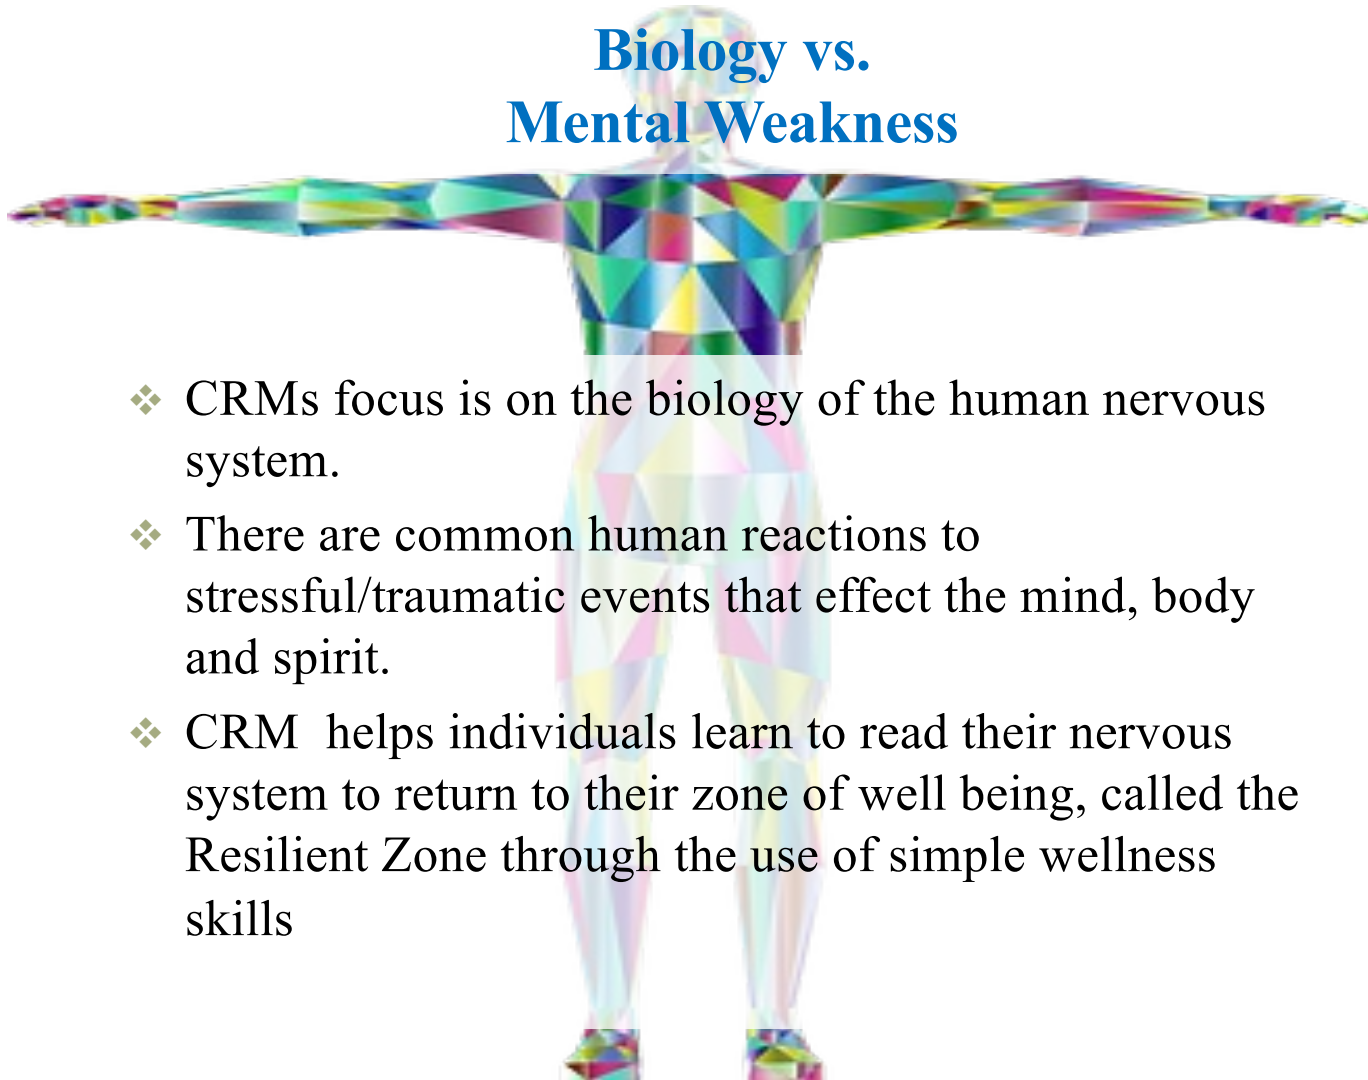 Biology vs.
Mental Weakness
❖ CRMs focus is on the biology of the human nervous
system.
❖ There are common human reactions to
stressful/traumatic events that effect the mind, body
and spirit.
❖ CRM  helps individuals learn to read their nervous
system to return to their zone of well being, called the
Resilient Zone through the use of simple wellness
skills